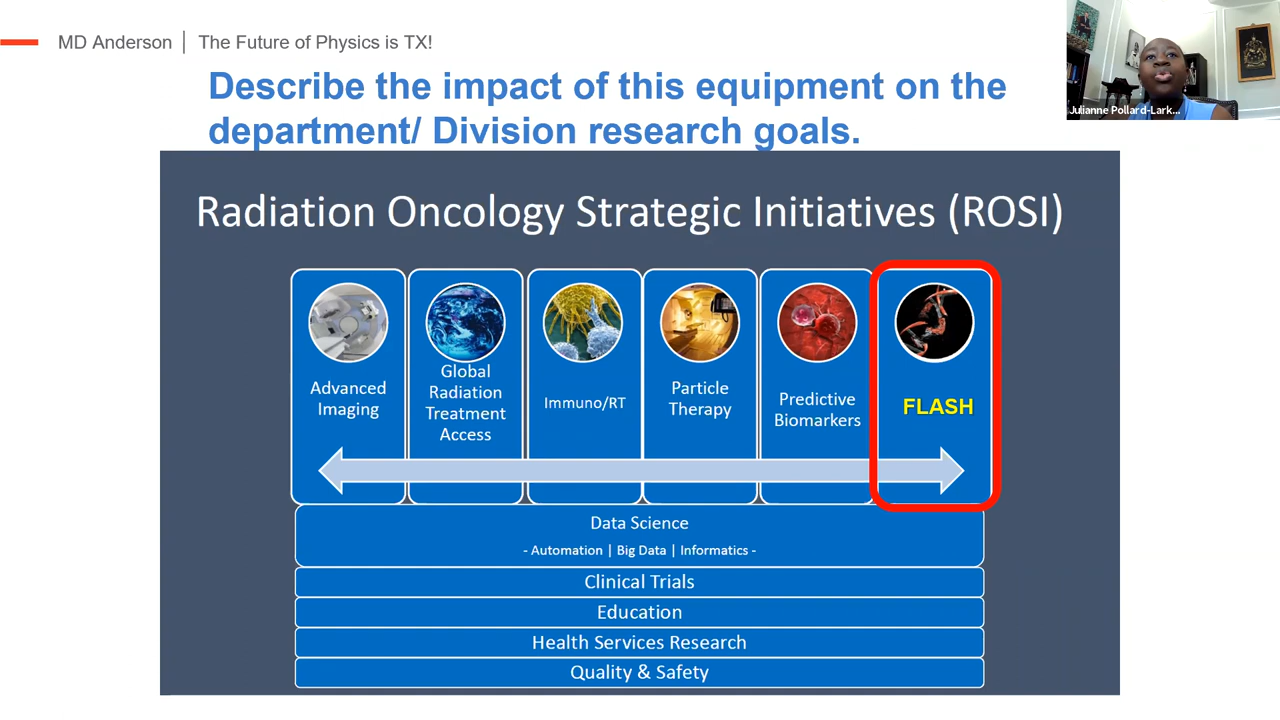 MD Anderson | The Future of Physics is TX!
Julianne Pollard-Lark...
Describe the impact of this equipment on the
department/ Division research goals.
Radiation Oncology Strategic Initiatives (ROSI)
Advanced
Imaging
Global
Radiation
Treatment
Access
Immuno/RT
Particle
Therapy
Predictive
Biomarkers
FLASH
Data Science
- Automation | Big Data | Informatics -
Clinical Trials
Education
Health Services Research
Quality & Safety